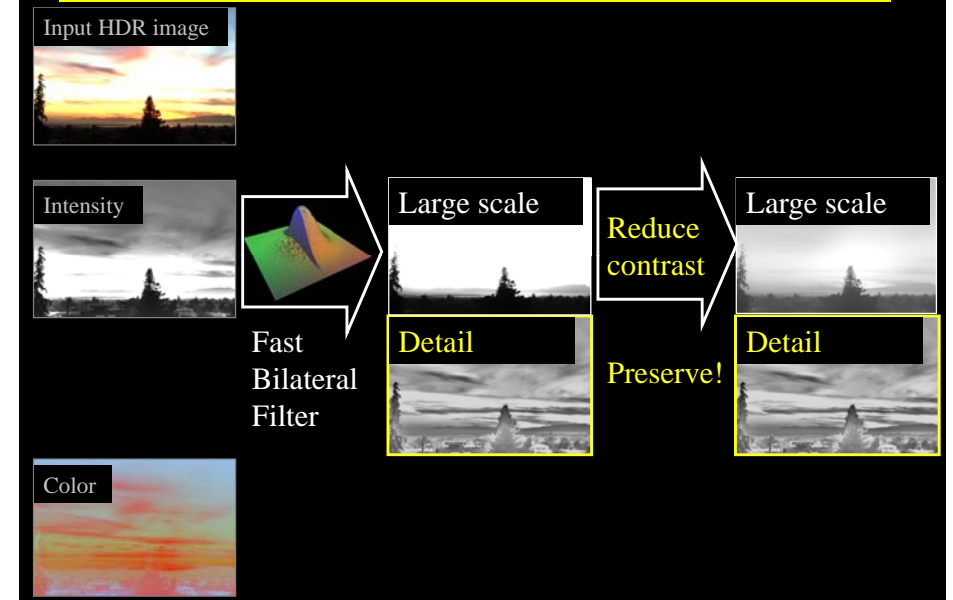 Input HDR image
Intensity
Large scale
Reduce
contrast
Large scale
Fast
Bilateral
Filter
Detail
Preserve!
Detail
Color